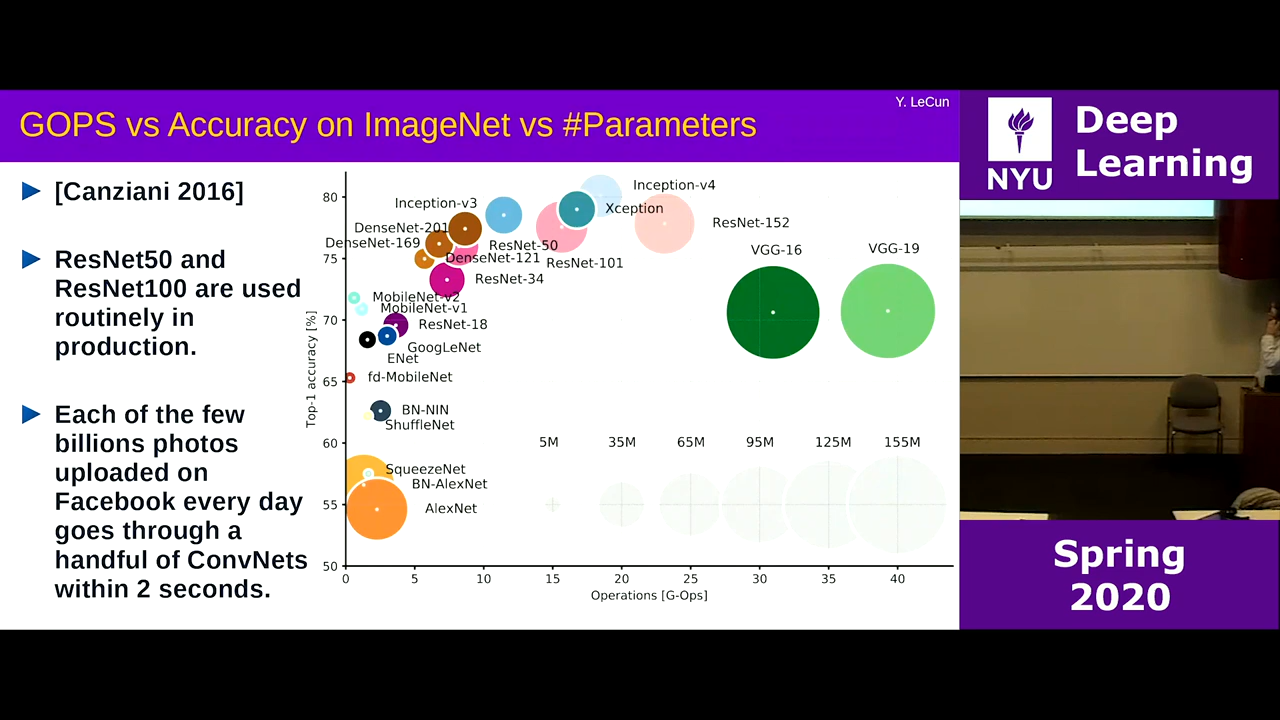 Y. LeCun
GOPS vs Accuracy on ImageNet vs #Parameters
[Canziani 2016]
ResNet50 and
ResNet100 are used
routinely in
production.
Each of the few
billions photos
uploaded on
Facebook every day
goes through a
handful of ConvNets
within 2 seconds.
Top-1 accuracy [%]
80
75
70
65
60
55
50
Inception-v4
Inception-v3
Xception
DenseNet-201
ResNet-152
DenseNet-169
ResNet-50
DenseNet-121
ResNet-101
VGG-16
VGG-19
ResNet-34
MobileNet-v2
MobileNet-v1
ResNet-18
GoogLeNet
ENet
fd-MobileNet
BN-NIN
ShuffleNet
5M 35M 65M 95M 125M 155M
SqueezeNet
BN-AlexNet
AlexNet
0 5 10 15 20 25 30 35 40
Operations [G-Ops]
NYU
Deep
Learning
Spring
2020